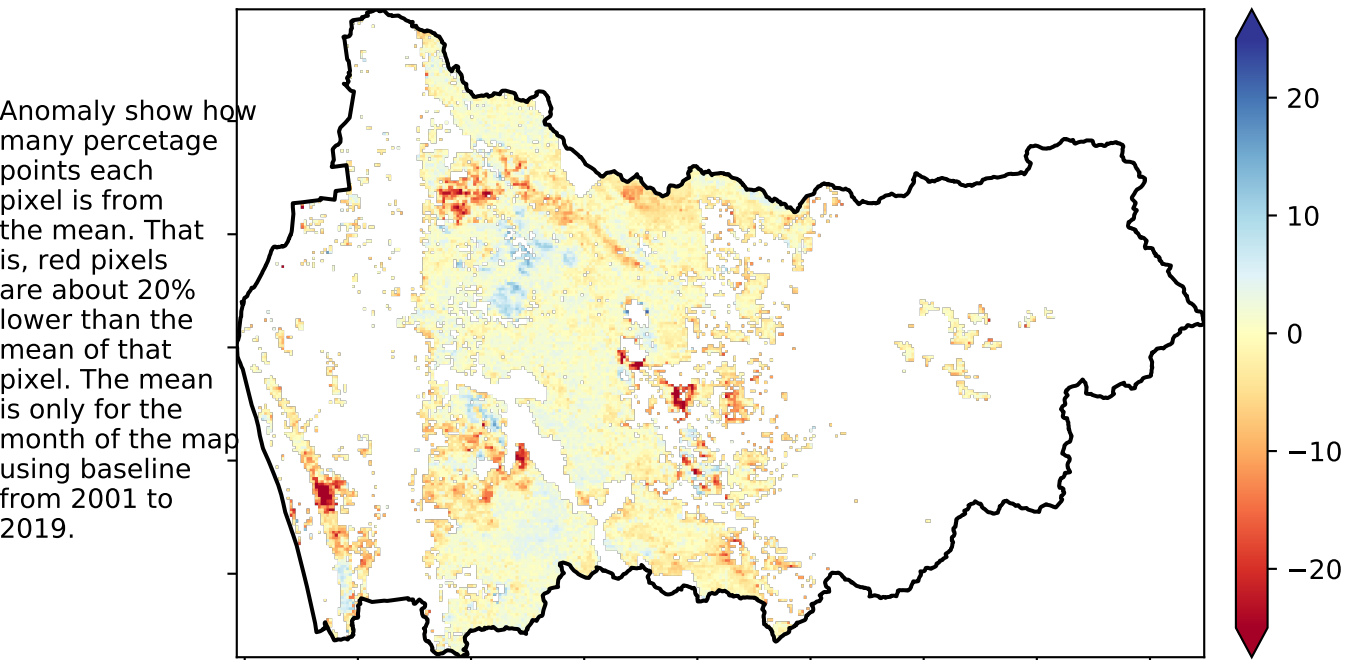 Anomaly show how
many percetage
points each
pixel is from
the mean. That
is, red pixels
are about 20%
lower than the
mean of that
pixel. The mean
is only for the
month of the map
using baseline
from 2001 to
2019.
20
10
0
−10
−20